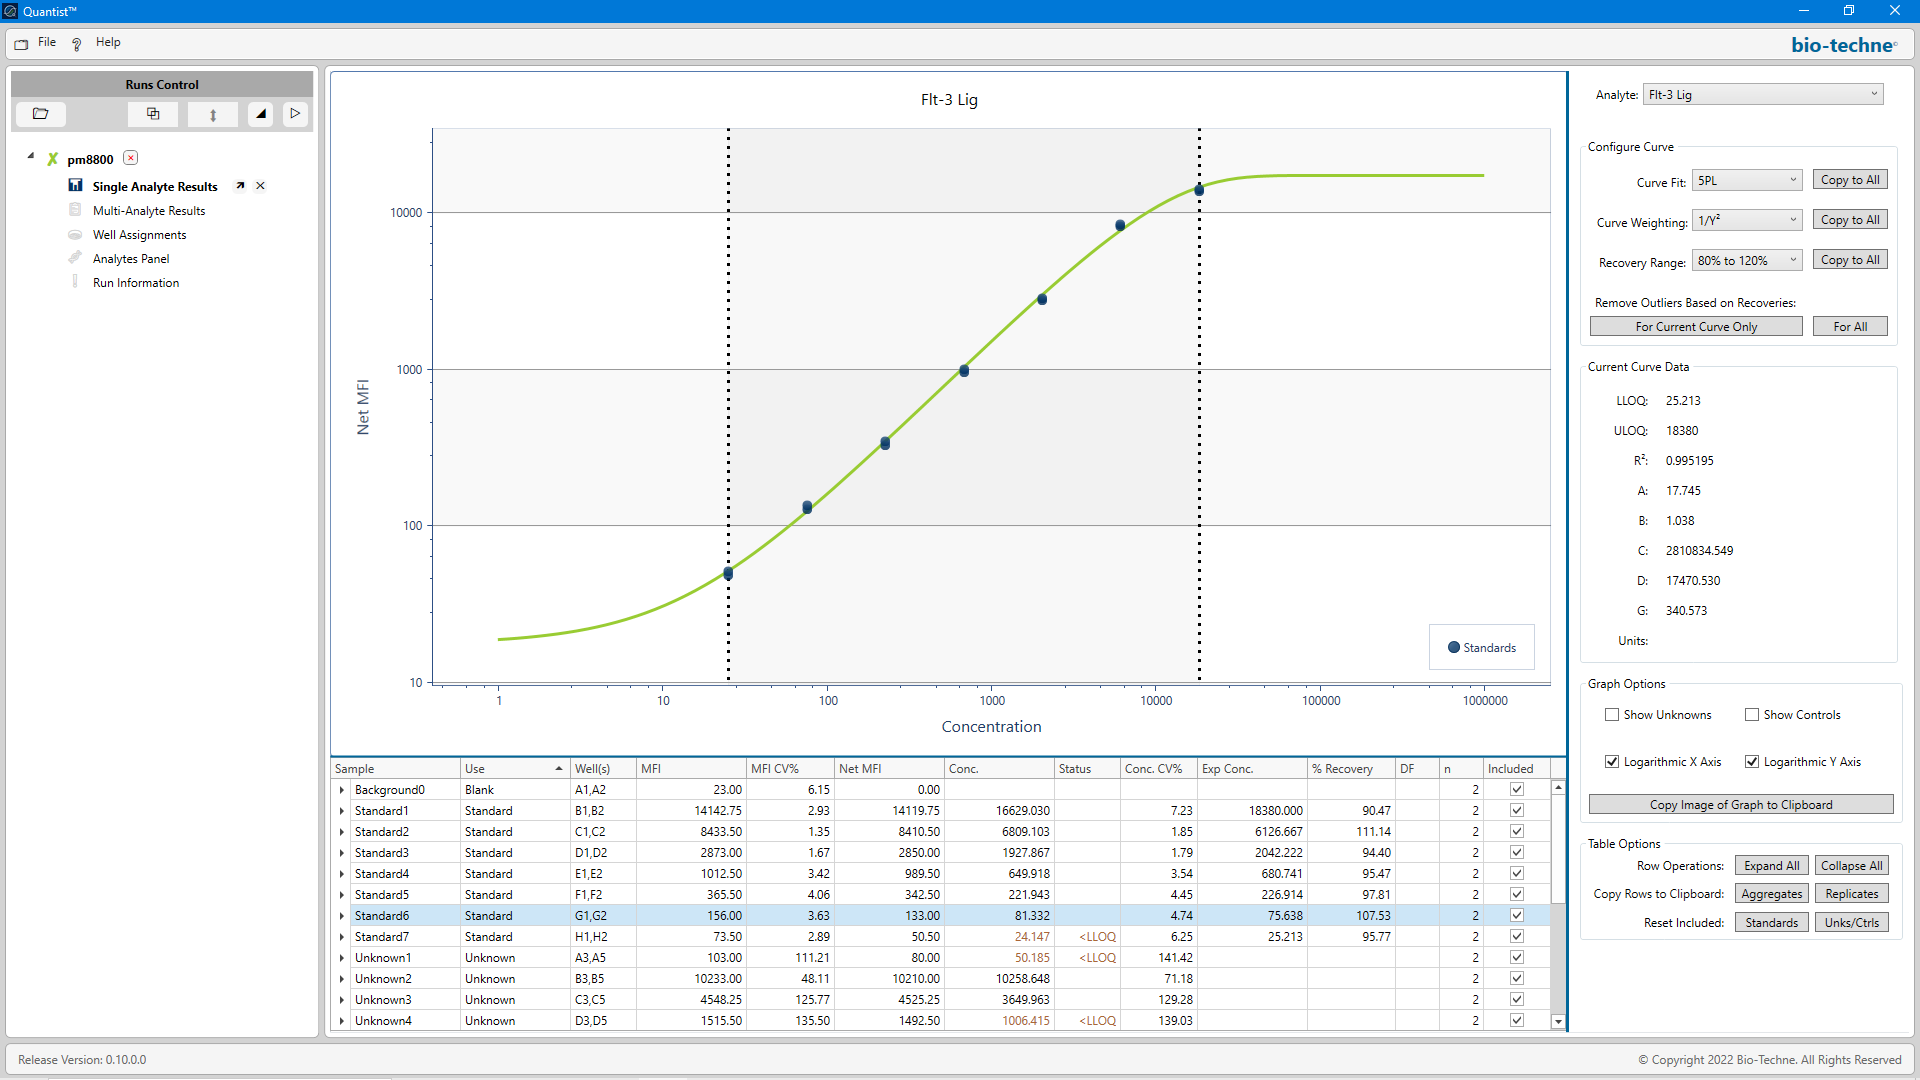 Quantist™
File Help
bio-techne
Runs Control
pm8800
Single Analyte Results
Multi-Analyte Results
Well Assignments
Analytes Panel
Run Information
Flt-3 Lig
Net MFI
10000
1000
100
10
1 10 100 1000 10000 100000 1000000
Concentration
Standards
Sample Use Well(s) MFI MFI CV% Net MFI Conc. Status Conc. CV% Exp Conc. % Recovery DF n Included
Background0 Blank A1,A2 23.00 6.15 0.00 2
Standard1 Standard B1,B2 14142.75 2.93 14119.75 16629.030 7.23 18380.000 90.47 2
Standard2 Standard C1,C2 8433.50 1.35 8410.50 6809.103 1.85 6126.667 111.14 2
Standard3 Standard D1,D2 2873.00 1.67 2850.00 1927.867 1.79 2042.222 94.40 2
Standard4 Standard E1,E2 1012.50 3.42 989.50 649.918 3.54 680.741 95.47 2
Standard5 Standard F1,F2 365.50 4.06 342.50 221.943 4.45 226.914 97.81 2
Standard6 Standard G1,G2 156.00 3.63 133.00 81.332 4.74 75.638 107.53 2
Standard7 Standard H1,H2 73.50 2.89 50.50 24.147 <LLOQ 6.25 25.213 95.77 2
Unknown1 Unknown A3,A5 103.00 111.21 80.00 50.185 <LLOQ 141.42 2
Unknown2 Unknown B3,B5 10233.00 48.11 10210.00 10258.648 71.18 2
Unknown3 Unknown C3,C5 4548.25 125.77 4525.25 3649.963 129.28 2
Unknown4 Unknown D3,D5 1515.50 135.50 1492.50 1006.415 <LLOQ 139.03 2
Analyte: Flt-3 Lig
Configure Curve
Curve Fit: 5PL Copy to All
Curve Weighting: 1/Y² Copy to All
Recovery Range: 80% to 120% Copy to All
Remove Outliers Based on Recoveries:
For Current Curve Only For All
Current Curve Data
LLOQ: 25.213
ULOQ: 18380
R²: 0.995195
A: 17.745
B: 1.038
C: 2810834.549
D: 17470.530
G: 340.573
Units:
Graph Options
Show Unknowns Show Controls
Logarithmic X Axis Logarithmic Y Axis
Copy Image of Graph to Clipboard
Table Options
Row Operations: Expand All Collapse All
Copy Rows to Clipboard: Aggregates Replicates
Reset Included: Standards Unks/Ctrls
Release Version: 0.10.0.0
© Copyright 2022 Bio-Techne. All Rights Reserved